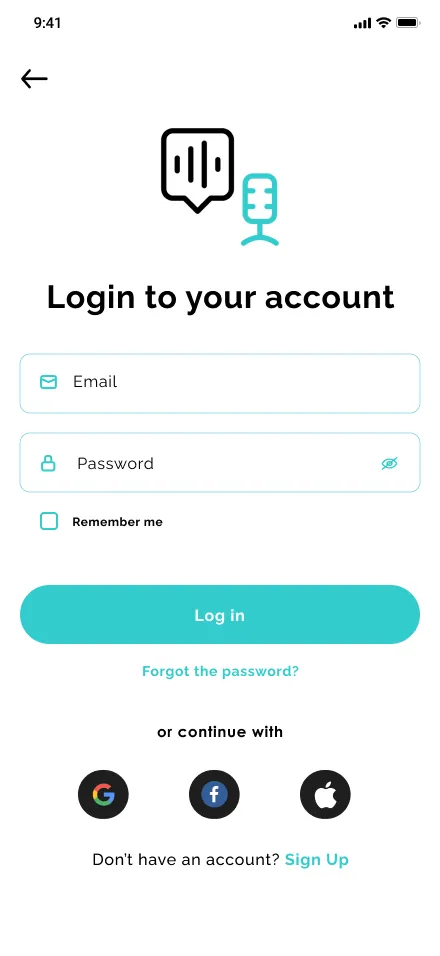 9:41
Login to your account
Email
Password
Remember me
Log in
Forgot the password?
or continue with
Don't have an account? Sign Up